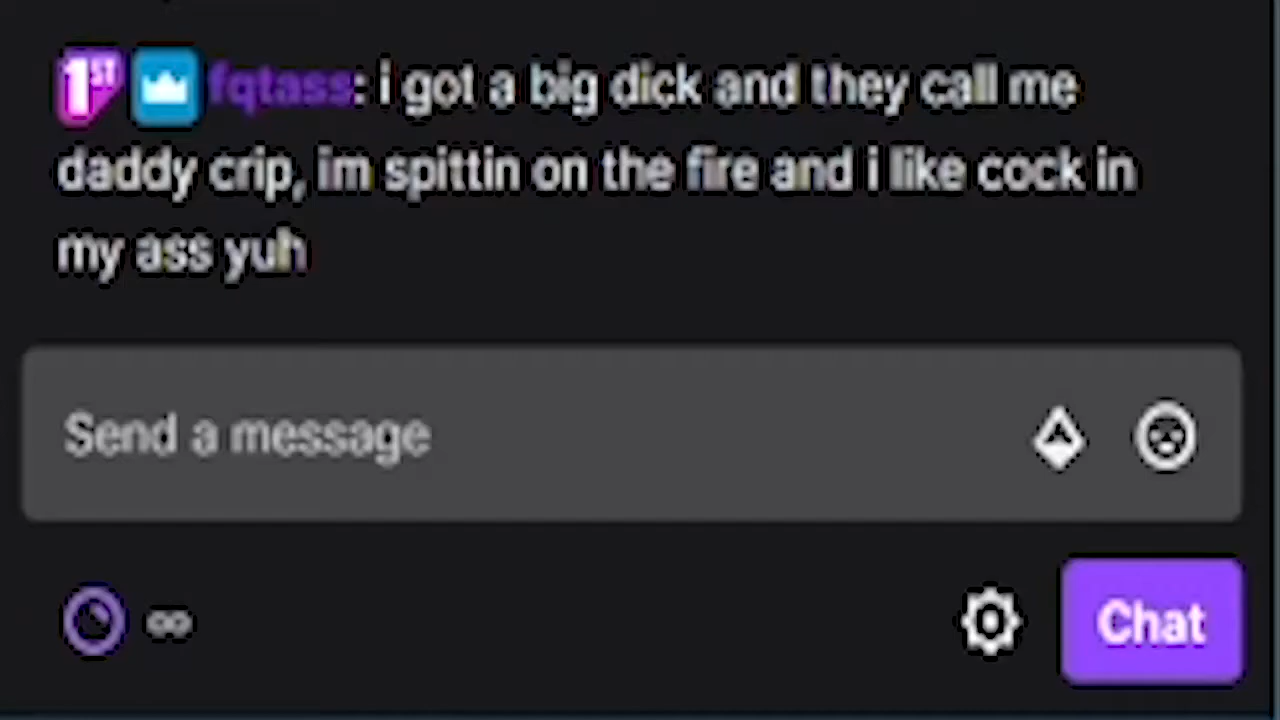 1ST fqtass: i got a big dick and they call me
daddy crip, im spittin on the fire and i like cock in
my ass yuh
Send a message
∞
Chat